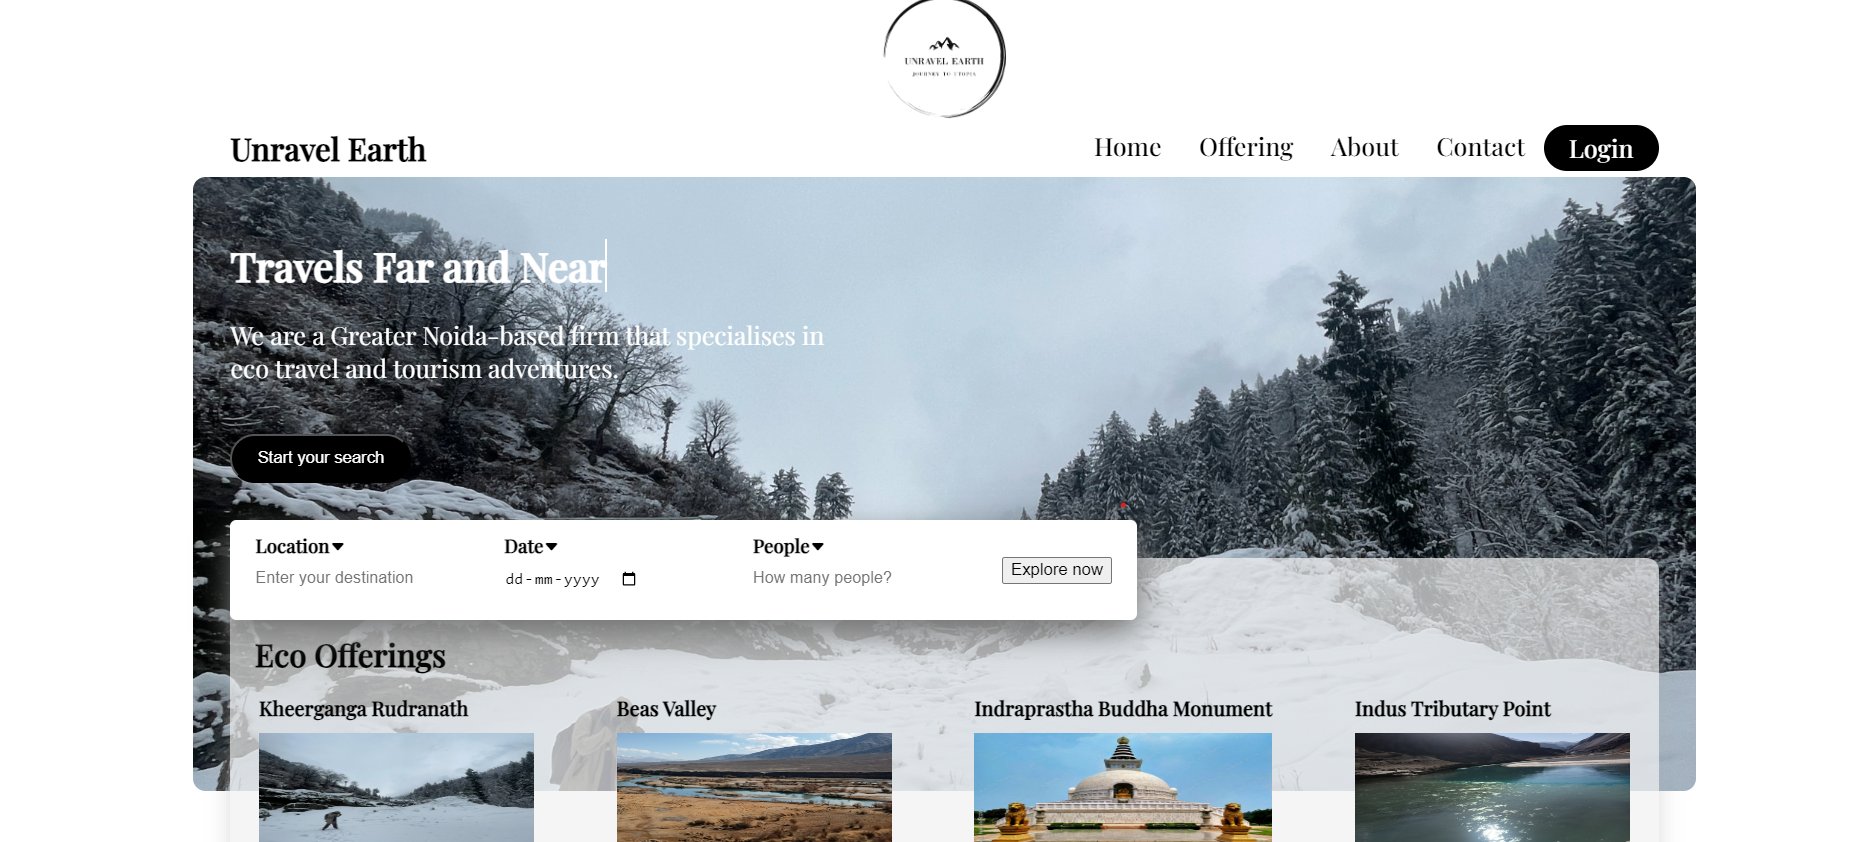 UNRAVEL EARTH
JOURNEY TO UTOPIA
Unravel Earth
Home Offering About Contact Login
Travels Far and Near
We are a Greater Noida-based firm that specialises in
eco travel and tourism adventures.
Start your search
Location Date People
Enter your destination dd-mm-yyyy How many people? Explore now
Eco Offerings
Kheerganga Rudranath Beas Valley Indraprastha Buddha Monument Indus Tributary Point